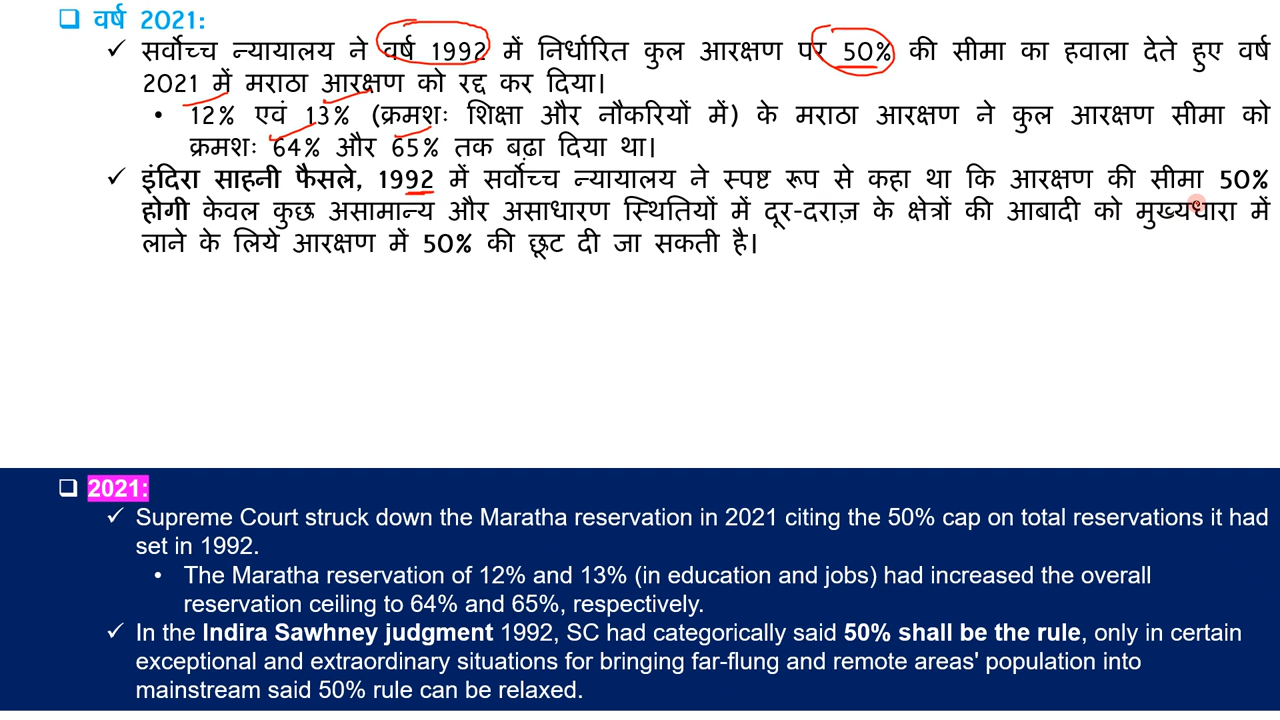 ❑ वर्ष 2021:
✓ सर्वोच्च न्यायालय ने वर्ष 1992 में निर्धारित कुल आरक्षण पर 50% की सीमा का हवाला देते हुए वर्ष
2021 में मराठा आरक्षण को रद्द कर दिया।
• 12% एवं 13% (क्रमशः शिक्षा और नौकरियों में) के मराठा आरक्षण ने कुल आरक्षण सीमा को
क्रमशः 64% और 65% तक बढ़ा दिया था।
✓ इंदिरा साहनी फैसले, 1992 में सर्वोच्च न्यायालय ने स्पष्ट रूप से कहा था कि आरक्षण की सीमा 50%
होगी केवल कुछ असामान्य और असाधारण स्थितियों में दूर-दराज़ के क्षेत्रों की आबादी को मुख्यधारा में
लाने के लिये आरक्षण में 50% की छूट दी जा सकती है।
❑ 2021:
✓ Supreme Court struck down the Maratha reservation in 2021 citing the 50% cap on total reservations it had
set in 1992.
• The Maratha reservation of 12% and 13% (in education and jobs) had increased the overall
reservation ceiling to 64% and 65%, respectively.
✓ In the Indira Sawhney judgment 1992, SC had categorically said 50% shall be the rule, only in certain
exceptional and extraordinary situations for bringing far-flung and remote areas' population into
mainstream said 50% rule can be relaxed.